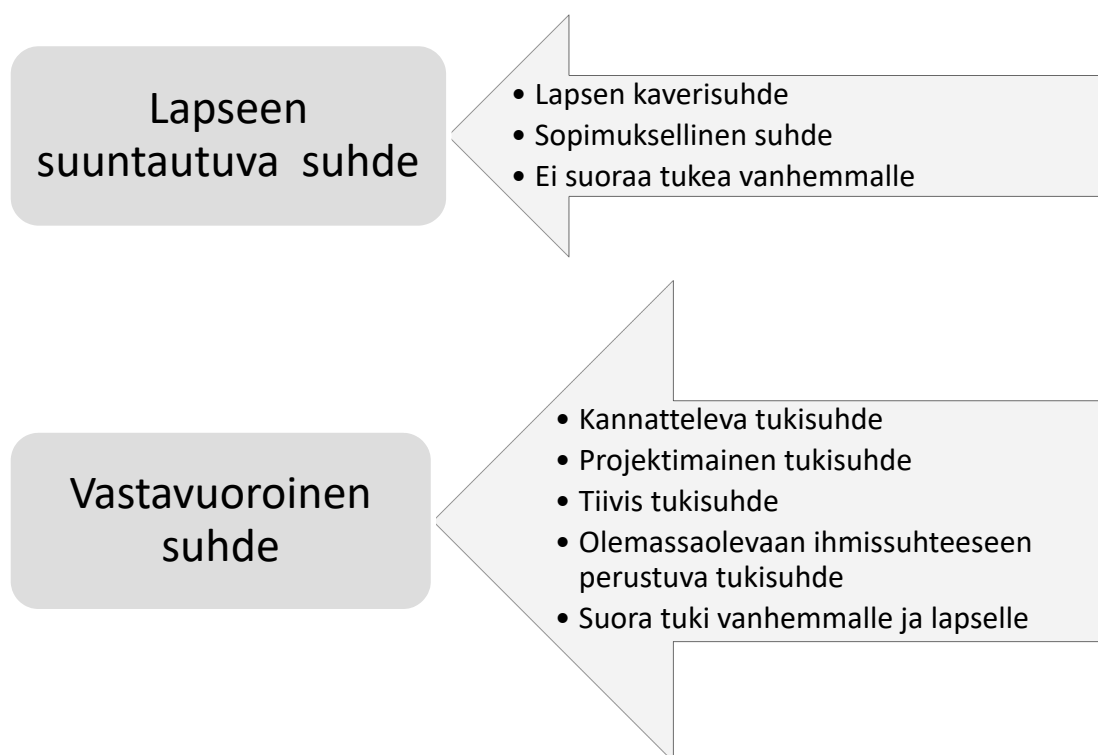 Lapseen
suuntautuva suhde
• Lapsen kaverisuhde
• Sopimuksellinen suhde
• Ei suoraa tukea vanhemmalle
Vastavuoroinen
suhde
• Kannatteleva tukisuhde
• Projektimainen tukisuhde
• Tiivis tukisuhde
• Olemassaolevaan ihmissuhteeseen
perustuva tukisuhde
• Suora tuki vanhemmalle ja lapselle